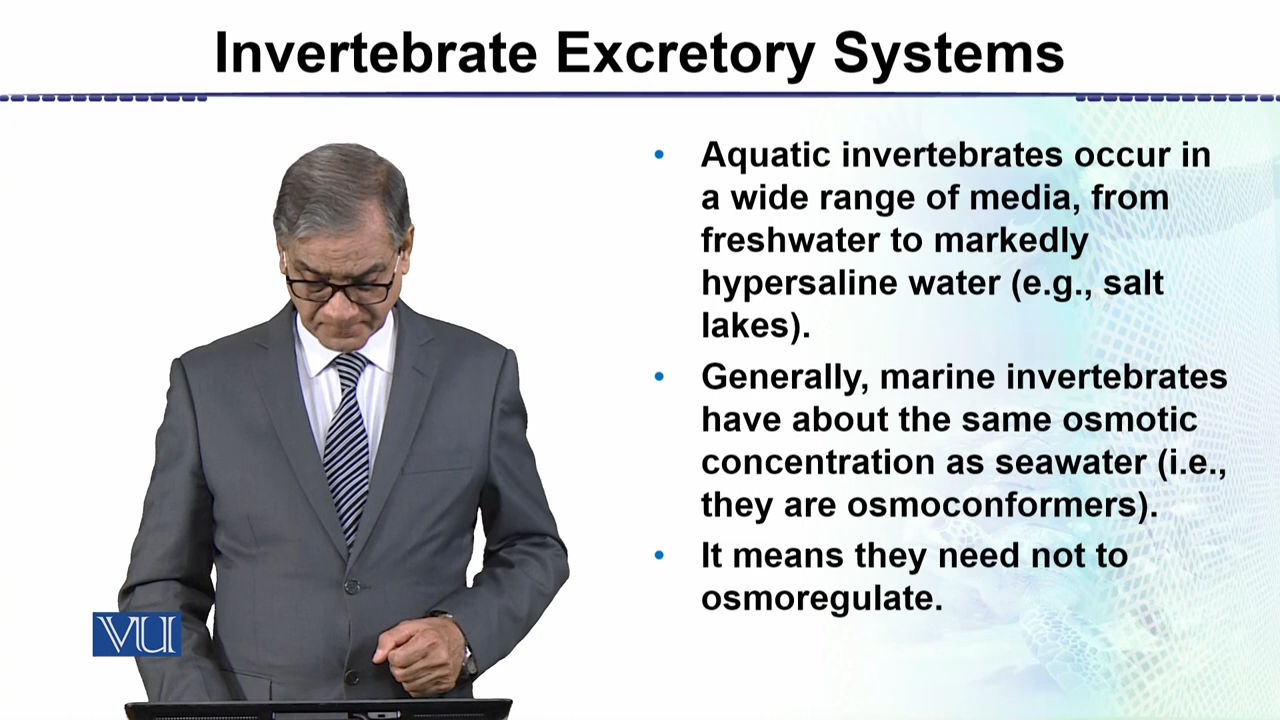 Invertebrate Excretory Systems
• Aquatic invertebrates occur in
a wide range of media, from
freshwater to markedly
hypersaline water (e.g., salt
lakes).
• Generally, marine invertebrates
have about the same osmotic
concentration as seawater (i.e.,
they are osmoconformers).
• It means they need not to
osmoregulate.
VU